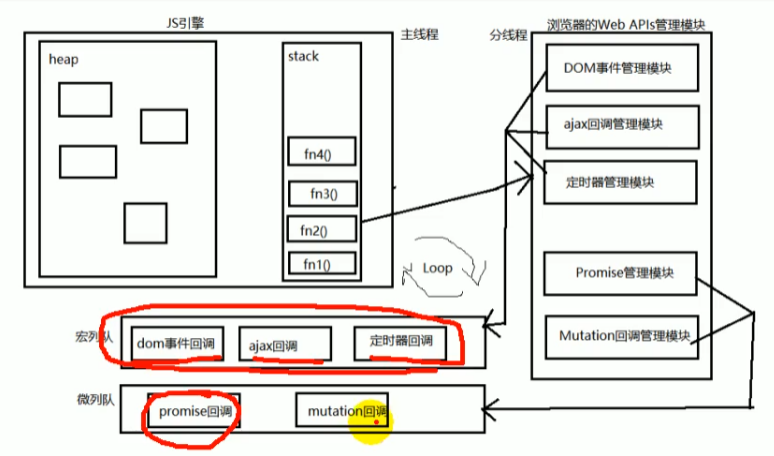 JS引擎
主线程
heap
stack
fn4()
fn3()
fn2()
fn1()
分线程
浏览器的Web APIs管理模块
DOM事件管理模块
ajax回调管理模块
定时器管理模块
Promise管理模块
Mutation回调管理模块
Loop
宏列队
dom事件回调
ajax回调
定时器回调
微列队
promise回调
mutation回调